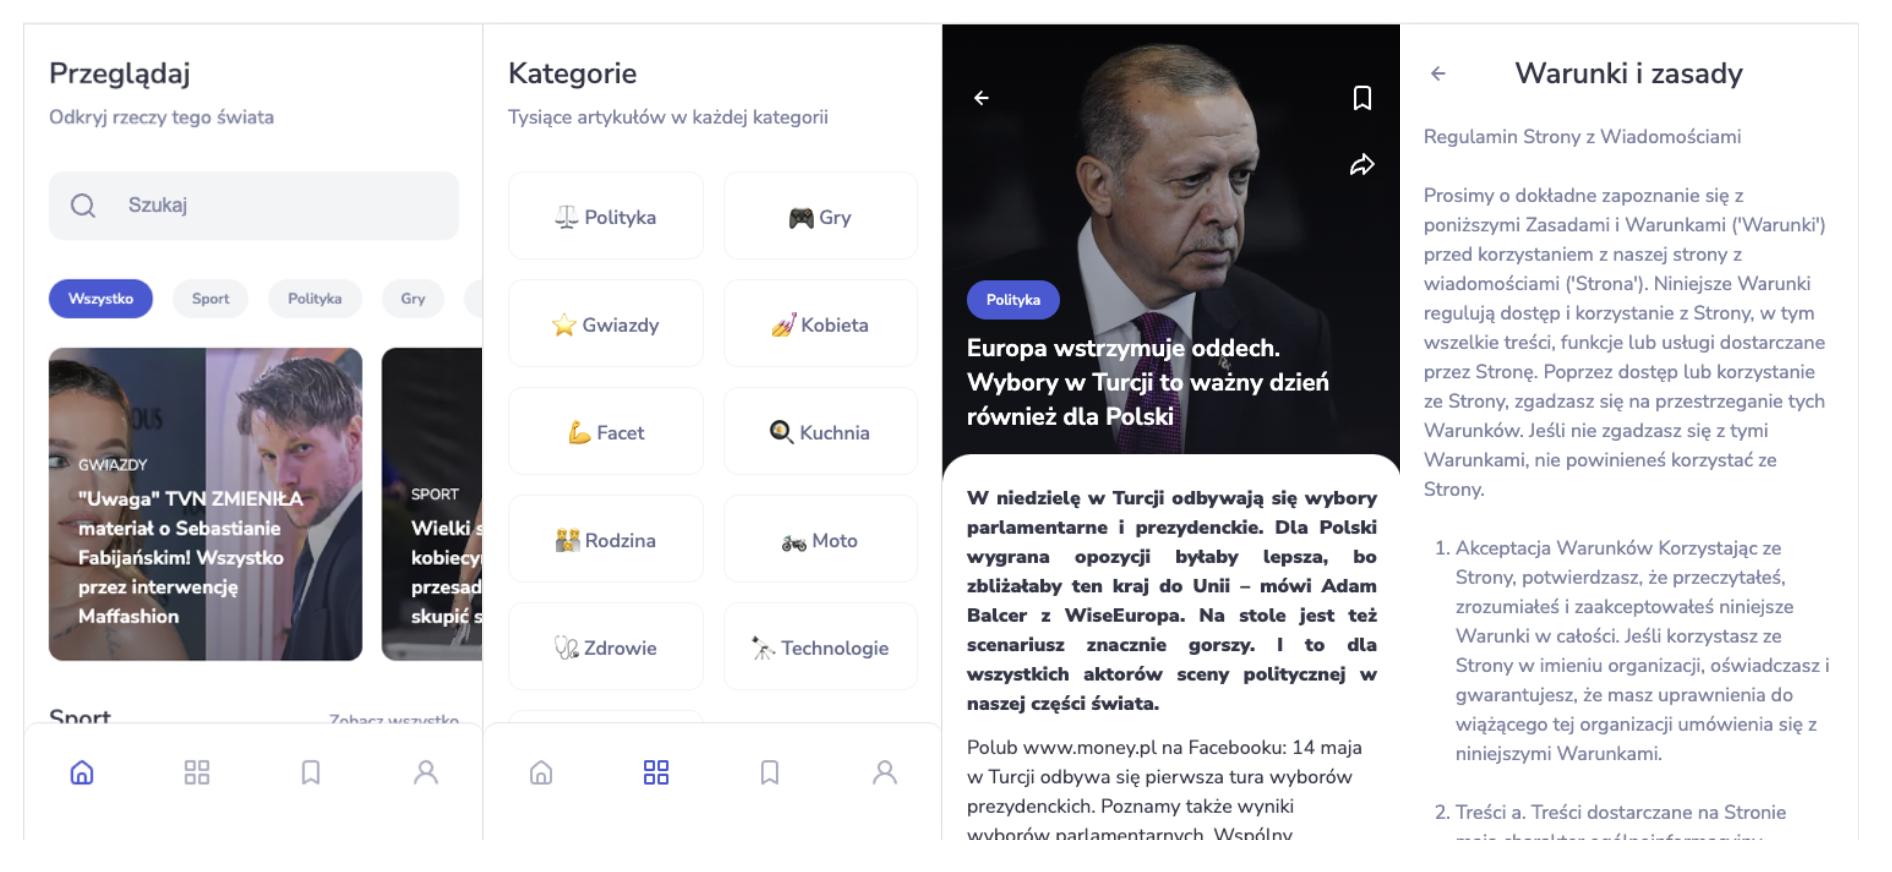 Przeglądaj
Odkryj rzeczy tego świata
Szukaj
Wszystko
Sport
Polityka
Gry
GWIAZDY
"Uwaga" TVN ZMIENIŁA
materiał o Sebastianie
Fabijańskim! Wszystko
przez interwencję
Maffashion
SPORT
Wielki s
kobiecy
przesad
skupić s
Sport
Zobacz wszystko
Kategorie
Tysiące artykułów w każdej kategorii
Polityka
Gry
Gwiazdy
Kobieta
Facet
Kuchnia
Rodzina
Moto
Zdrowie
Technologie
Polityka
Europa wstrzymuje oddech.
Wybory w Turcji to ważny dzień
również dla Polski
W niedzielę w Turcji odbywają się wybory
parlamentarne i prezydenckie. Dla Polski
wygrana opozycji byłaby lepsza, bo
zbliżałaby ten kraj do Unii – mówi Adam
Balcer z WiseEuropa. Na stole jest też
scenariusz znacznie gorszy. I to dla
wszystkich aktorów sceny politycznej w
naszej części świata.
Polub www.money.pl na Facebooku: 14 maja
w Turcji odbywa się pierwsza tura wyborów
prezydenckich. Poznamy także wyniki
wyborów parlamentarnych. Wspólny
Warunki i zasady
Regulamin Strony z Wiadomościami
Prosimy o dokładne zapoznanie się z
poniższymi Zasadami i Warunkami ('Warunki')
przed korzystaniem z naszej strony z
wiadomościami ('Strona'). Niniejsze Warunki
regulują dostęp i korzystanie z Strony, w tym
wszelkie treści, funkcje lub usługi dostarczane
przez Stronę. Poprzez dostęp lub korzystanie
ze Strony, zgadzasz się na przestrzeganie tych
Warunków. Jeśli nie zgadzasz się z tymi
Warunkami, nie powinieneś korzystać ze
Strony.
1. Akceptacja Warunków Korzystając ze
Strony, potwierdzasz, że przeczytałeś,
zrozumiałeś i zaakceptowałeś niniejsze
Warunki w całości. Jeśli korzystasz ze
Strony w imieniu organizacji, oświadczasz i
gwarantujesz, że masz uprawnienia do
wiążącego tej organizacji umówienia się z
niniejszymi Warunkami.
2. Treści a. Treści dostarczane na Stronie